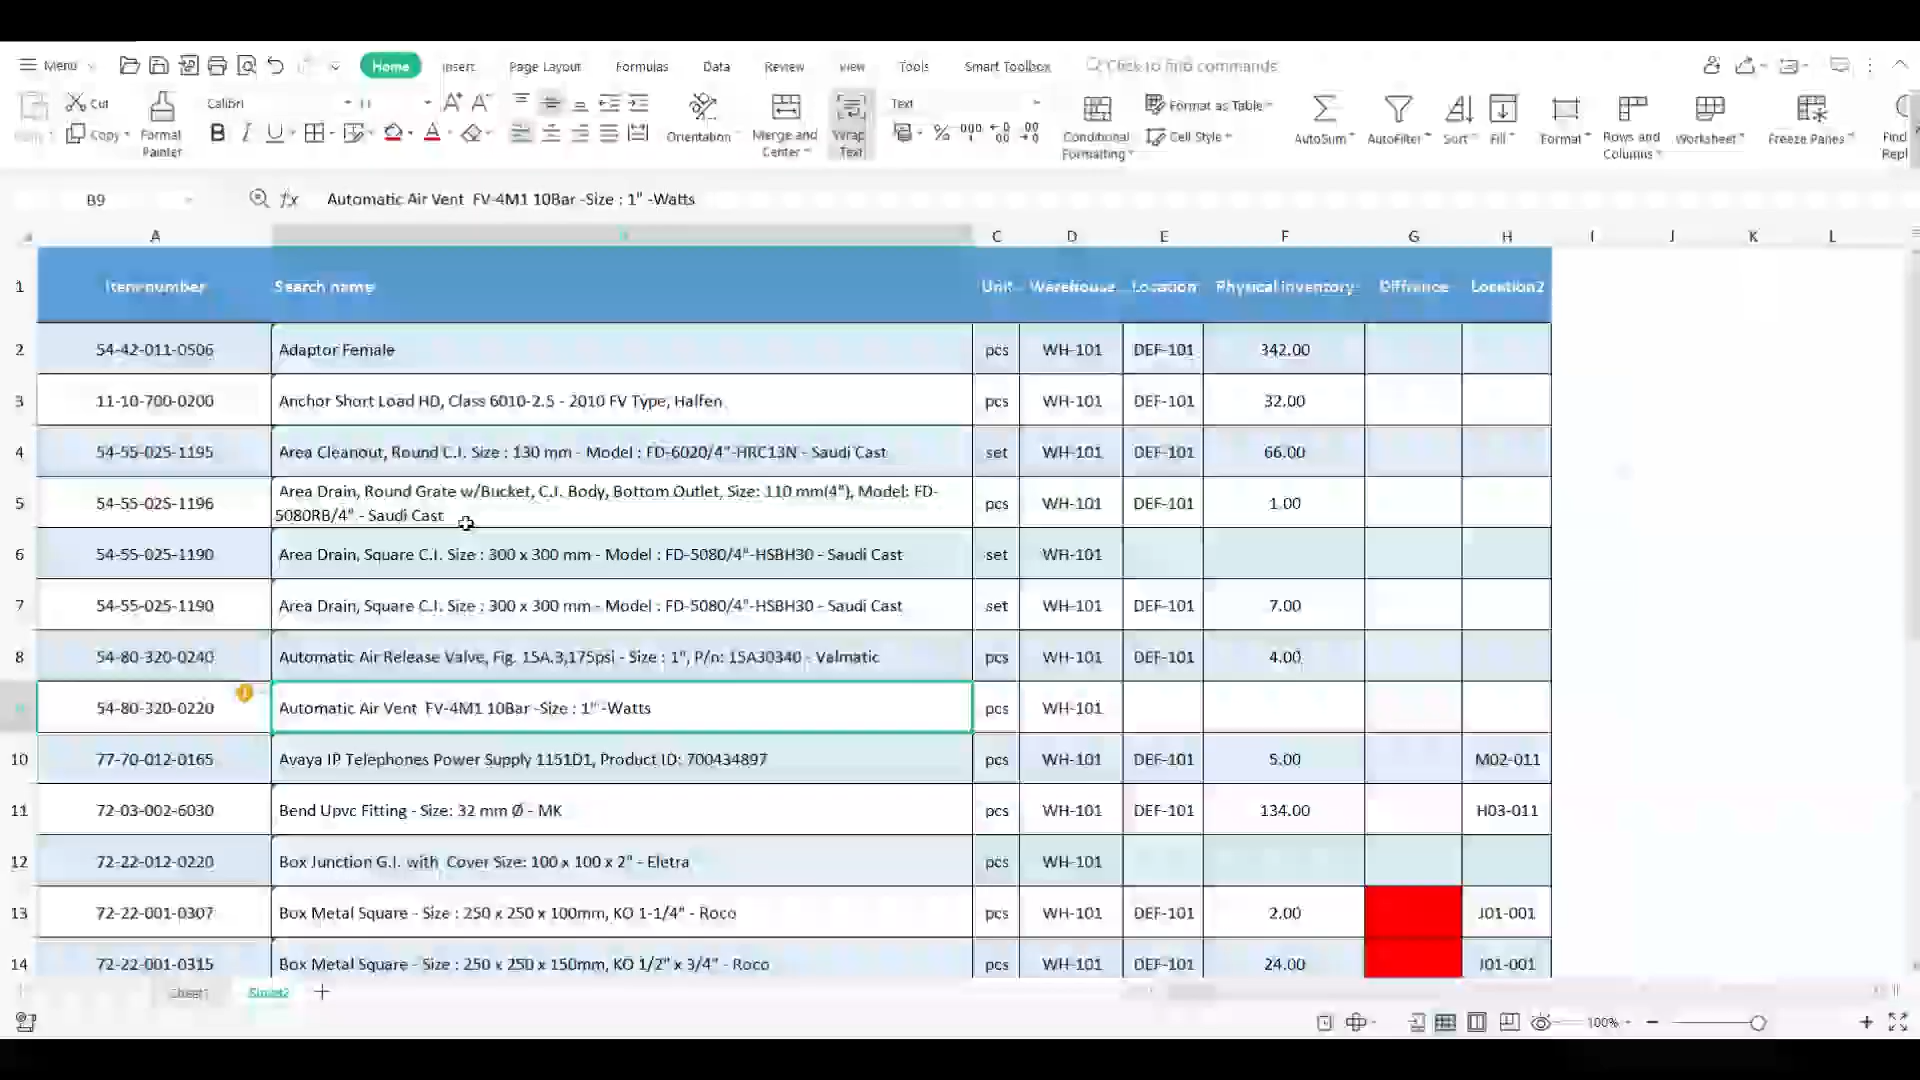 Menu Home Insert Page Layout Formulas Data Review View Tools Smart Toolbox Click to find commands
Cut Calibri 11 Text Format as Table
Copy Format Painter Orientation Merge and Center Wrap Text Conditional Formatting Cell Style AutoSum AutoFilter Sort Fill Format Rows and Columns Worksheet Freeze Panes Find Repl
B9 fx Automatic Air Vent  FV-4M1 10Bar -Size : 1" -Watts
A C D E F G H I J K L
1 Item number Search name Unit Warehouse Location Physical inventory Diffrence Location2
2 54-42-011-0506 Adaptor Female pcs WH-101 DEF-101 342.00
3 11-10-700-0200 Anchor Short Load HD, Class 6010-2.5 - 2010 FV Type, Halfen pcs WH-101 DEF-101 32.00
4 54-55-025-1195 Area Cleanout, Round C.I. Size : 130 mm - Model : FD-6020/4"-HRC13N - Saudi Cast set WH-101 DEF-101 66.00
5 54-55-025-1196 Area Drain, Round Grate w/Bucket, C.I. Body, Bottom Outlet, Size: 110 mm(4"), Model: FD-
5080RB/4" - Saudi Cast pcs WH-101 DEF-101 1.00
6 54-55-025-1190 Area Drain, Square C.I. Size : 300 x 300 mm - Model : FD-5080/4"-HSBH30 - Saudi Cast set WH-101
7 54-55-025-1190 Area Drain, Square C.I. Size : 300 x 300 mm - Model : FD-5080/4"-HSBH30 - Saudi Cast set WH-101 DEF-101 7.00
8 54-80-320-0240 Automatic Air Release Valve, Fig. 15A.3,175psi - Size : 1", P/n: 15A30340 - Valmatic pcs WH-101 DEF-101 4.00
54-80-320-0220 Automatic Air Vent  FV-4M1 10Bar -Size : 1" -Watts pcs WH-101
10 77-70-012-0165 Avaya IP Telephones Power Supply 1151D1, Product ID: 700434897 pcs WH-101 DEF-101 5.00 M02-011
11 72-03-002-6030 Bend Upvc Fitting - Size: 32 mm Ø - MK pcs WH-101 DEF-101 134.00 H03-011
12 72-22-012-0220 Box Junction G.I. with  Cover Size: 100 x 100 x 2" - Eletra pcs WH-101
13 72-22-001-0307 Box Metal Square - Size : 250 x 250 x 100mm, KO 1-1/4" - Roco pcs WH-101 DEF-101 2.00 J01-001
14 72-22-001-0315 Box Metal Square - Size : 250 x 250 x 150mm, KO 1/2" x 3/4" - Roco pcs WH-101 DEF-101 24.00 J01-001
Sheet1 Sheet2
100%